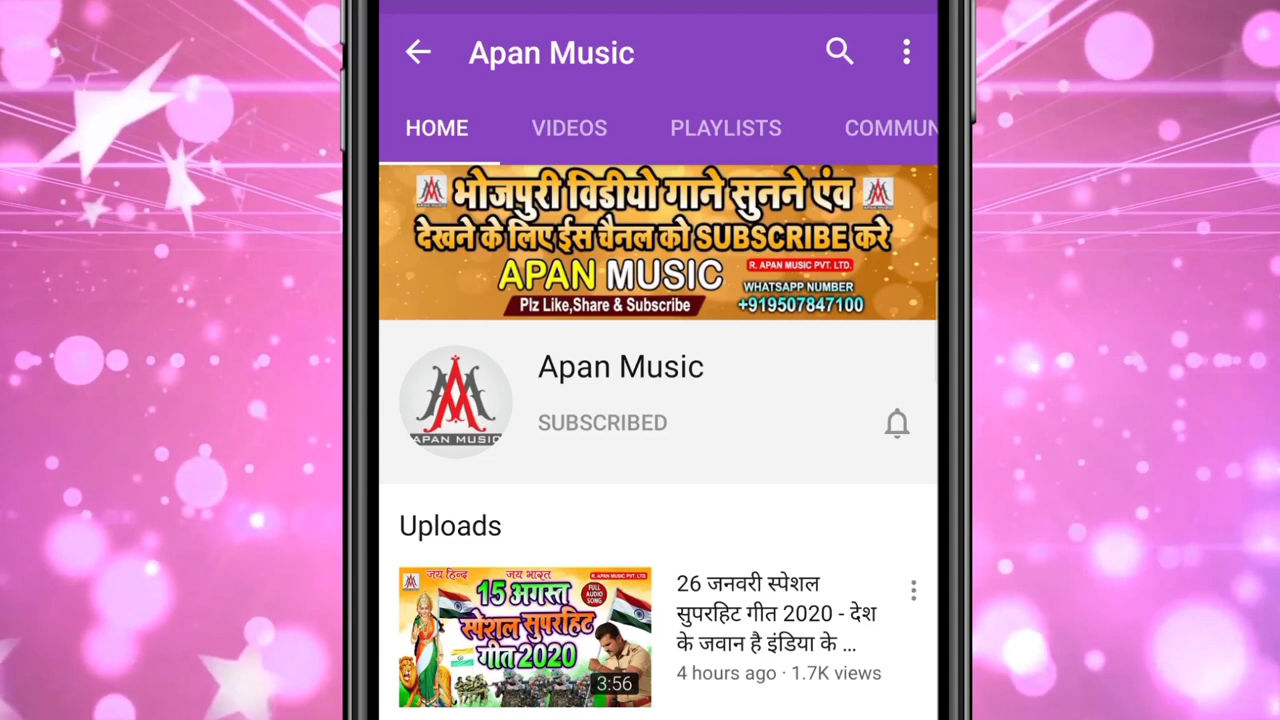 Apan Music
HOME VIDEOS PLAYLISTS COMMUN
भोजपुरी विडीयो गाने सुनने एंव
देखने के लिए ईस चैनल को SUBSCRIBE करे
APAN MUSIC
R. APAN MUSIC PVT. LTD.
WHATSAPP NUMBER
Plz Like,Share & Subscribe
+919507847100
Apan Music
SUBSCRIBED
APAN MUSIC
Uploads
जय हिन्द जय भारत
R. APAN MUSIC PVT. LTD
15 अगस्त
FULL
AUDIO
SONG
स्पेशल सुपरहिट
गीत 2020
3:56
26 जनवरी स्पेशल
सुपरहिट गीत 2020 - देश
के जवान है इंडिया के ...
4 hours ago · 1.7K views